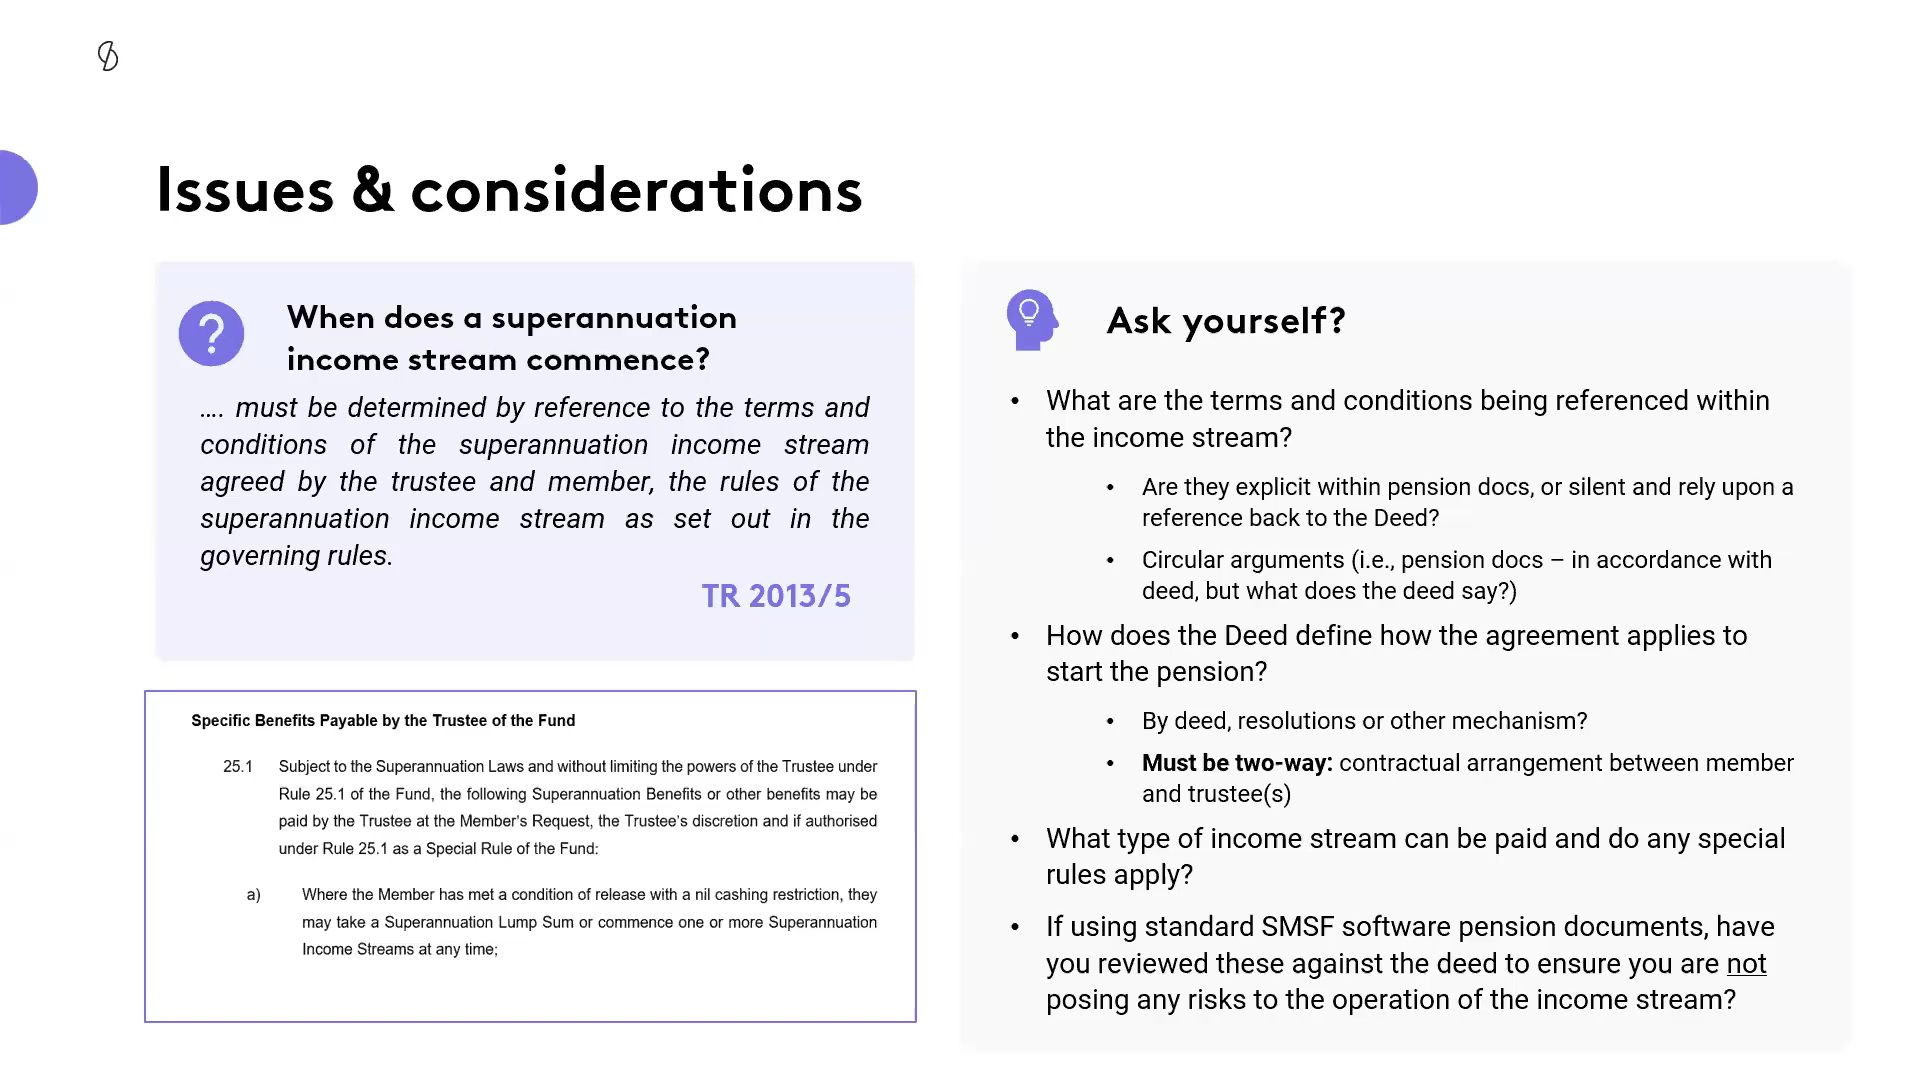 Issues & considerations
When does a superannuation
income stream commence?
.... must be determined by reference to the terms and
conditions of the superannuation income stream
agreed by the trustee and member, the rules of the
superannuation income stream as set out in the
governing rules.
TR 2013/5
Specific Benefits Payable by the Trustee of the Fund
25.1 Subject to the Superannuation Laws and without limiting the powers of the Trustee under
Rule 25.1 of the Fund, the following Superannuation Benefits or other benefits may be
paid by the Trustee at the Member's Request, the Trustee's discretion and if authorised
under Rule 25.1 as a Special Rule of the Fund:
a) Where the Member has met a condition of release with a nil cashing restriction, they
may take a Superannuation Lump Sum or commence one or more Superannuation
Income Streams at any time;
Ask yourself?
• What are the terms and conditions being referenced within
the income stream?
• Are they explicit within pension docs, or silent and rely upon a
reference back to the Deed?
• Circular arguments (i.e., pension docs – in accordance with
deed, but what does the deed say?)
• How does the Deed define how the agreement applies to
start the pension?
• By deed, resolutions or other mechanism?
• Must be two-way: contractual arrangement between member
and trustee(s)
• What type of income stream can be paid and do any special
rules apply?
• If using standard SMSF software pension documents, have
you reviewed these against the deed to ensure you are not
posing any risks to the operation of the income stream?